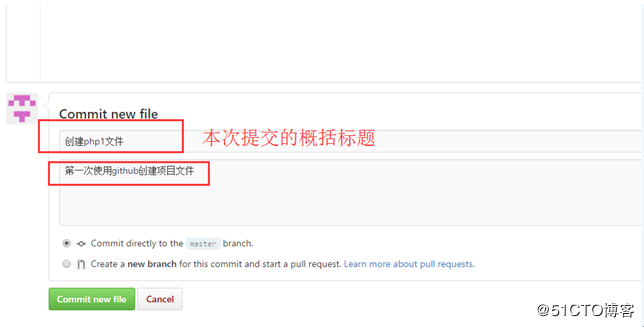 Commit new file
创建php1文件
本次提交的概括标题
第一次使用github创建项目文件
Commit directly to the master branch.
Create a new branch for this commit and start a pull request. Learn more about pull requests.
Commit new file
Cancel
@51CTO博客